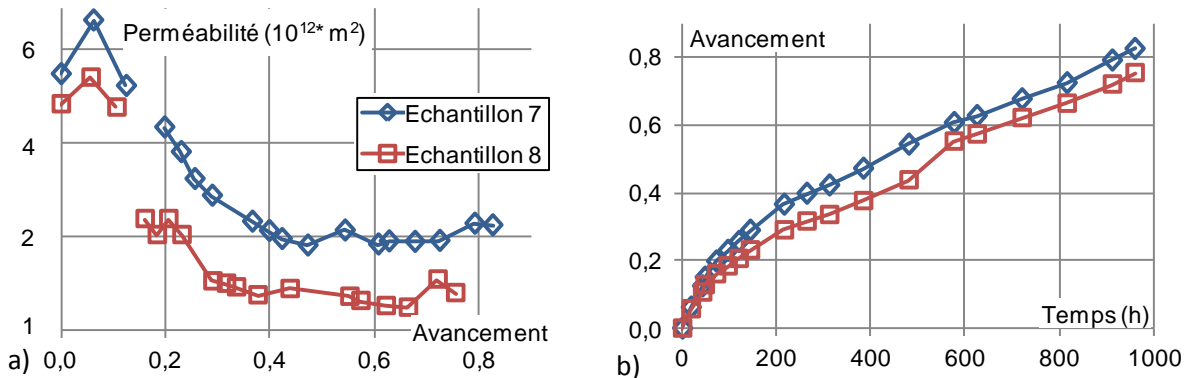 Perméabilité (10¹²* m²)
6
4
2
1
Echantillon 7
Echantillon 8
Avancement
a) 0,0 0,2 0,4 0,6 0,8
Avancement
0,8
0,6
0,4
0,2
0,0
Temps (h)
b) 0 200 400 600 800 1000